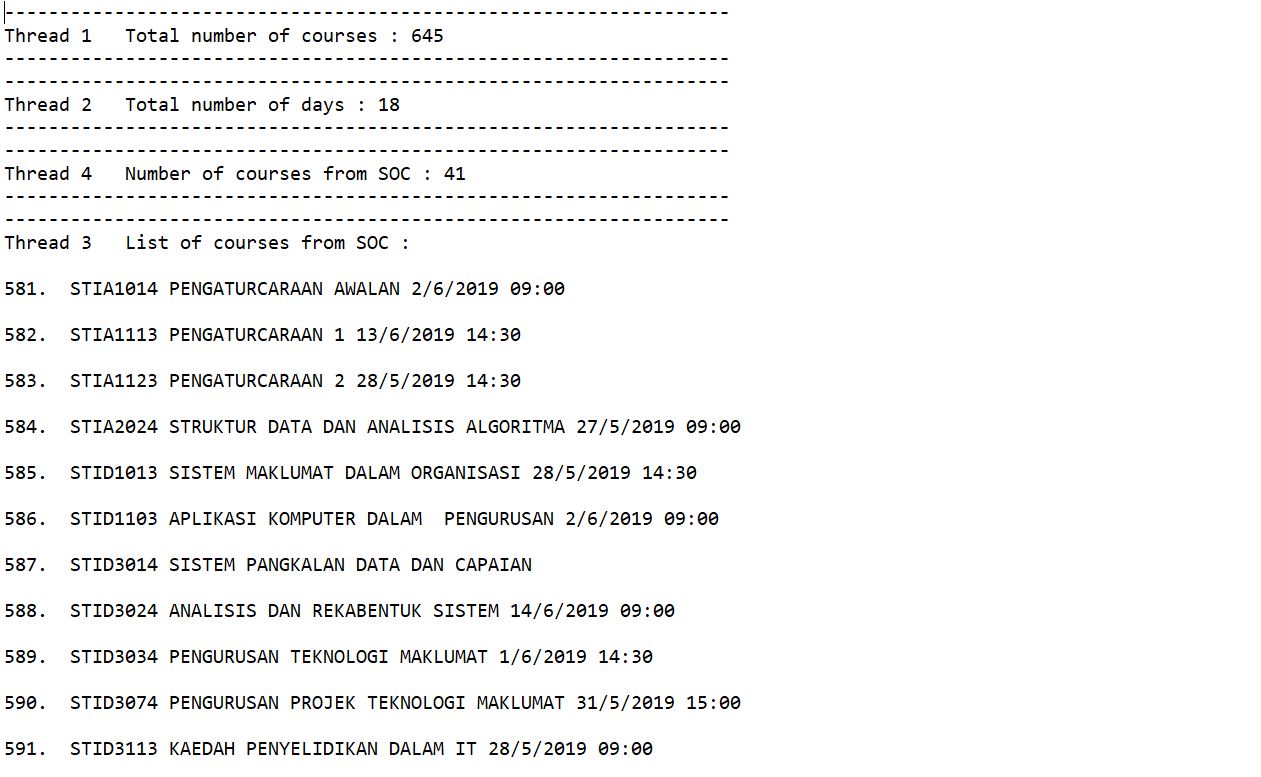 ------------------------------------------------------------------
Thread 1   Total number of courses : 645
------------------------------------------------------------------
------------------------------------------------------------------
Thread 2   Total number of days : 18
------------------------------------------------------------------
------------------------------------------------------------------
Thread 4   Number of courses from SOC : 41
------------------------------------------------------------------
------------------------------------------------------------------
Thread 3   List of courses from SOC :
581.  STIA1014 PENGATURCARAAN AWALAN 2/6/2019 09:00
582.  STIA1113 PENGATURCARAAN 1 13/6/2019 14:30
583.  STIA1123 PENGATURCARAAN 2 28/5/2019 14:30
584.  STIA2024 STRUKTUR DATA DAN ANALISIS ALGORITMA 27/5/2019 09:00
585.  STID1013 SISTEM MAKLUMAT DALAM ORGANISASI 28/5/2019 14:30
586.  STID1103 APLIKASI KOMPUTER DALAM  PENGURUSAN 2/6/2019 09:00
587.  STID3014 SISTEM PANGKALAN DATA DAN CAPAIAN
588.  STID3024 ANALISIS DAN REKABENTUK SISTEM 14/6/2019 09:00
589.  STID3034 PENGURUSAN TEKNOLOGI MAKLUMAT 1/6/2019 14:30
590.  STID3074 PENGURUSAN PROJEK TEKNOLOGI MAKLUMAT 31/5/2019 15:00
591.  STID3113 KAEDAH PENYELIDIKAN DALAM IT 28/5/2019 09:00